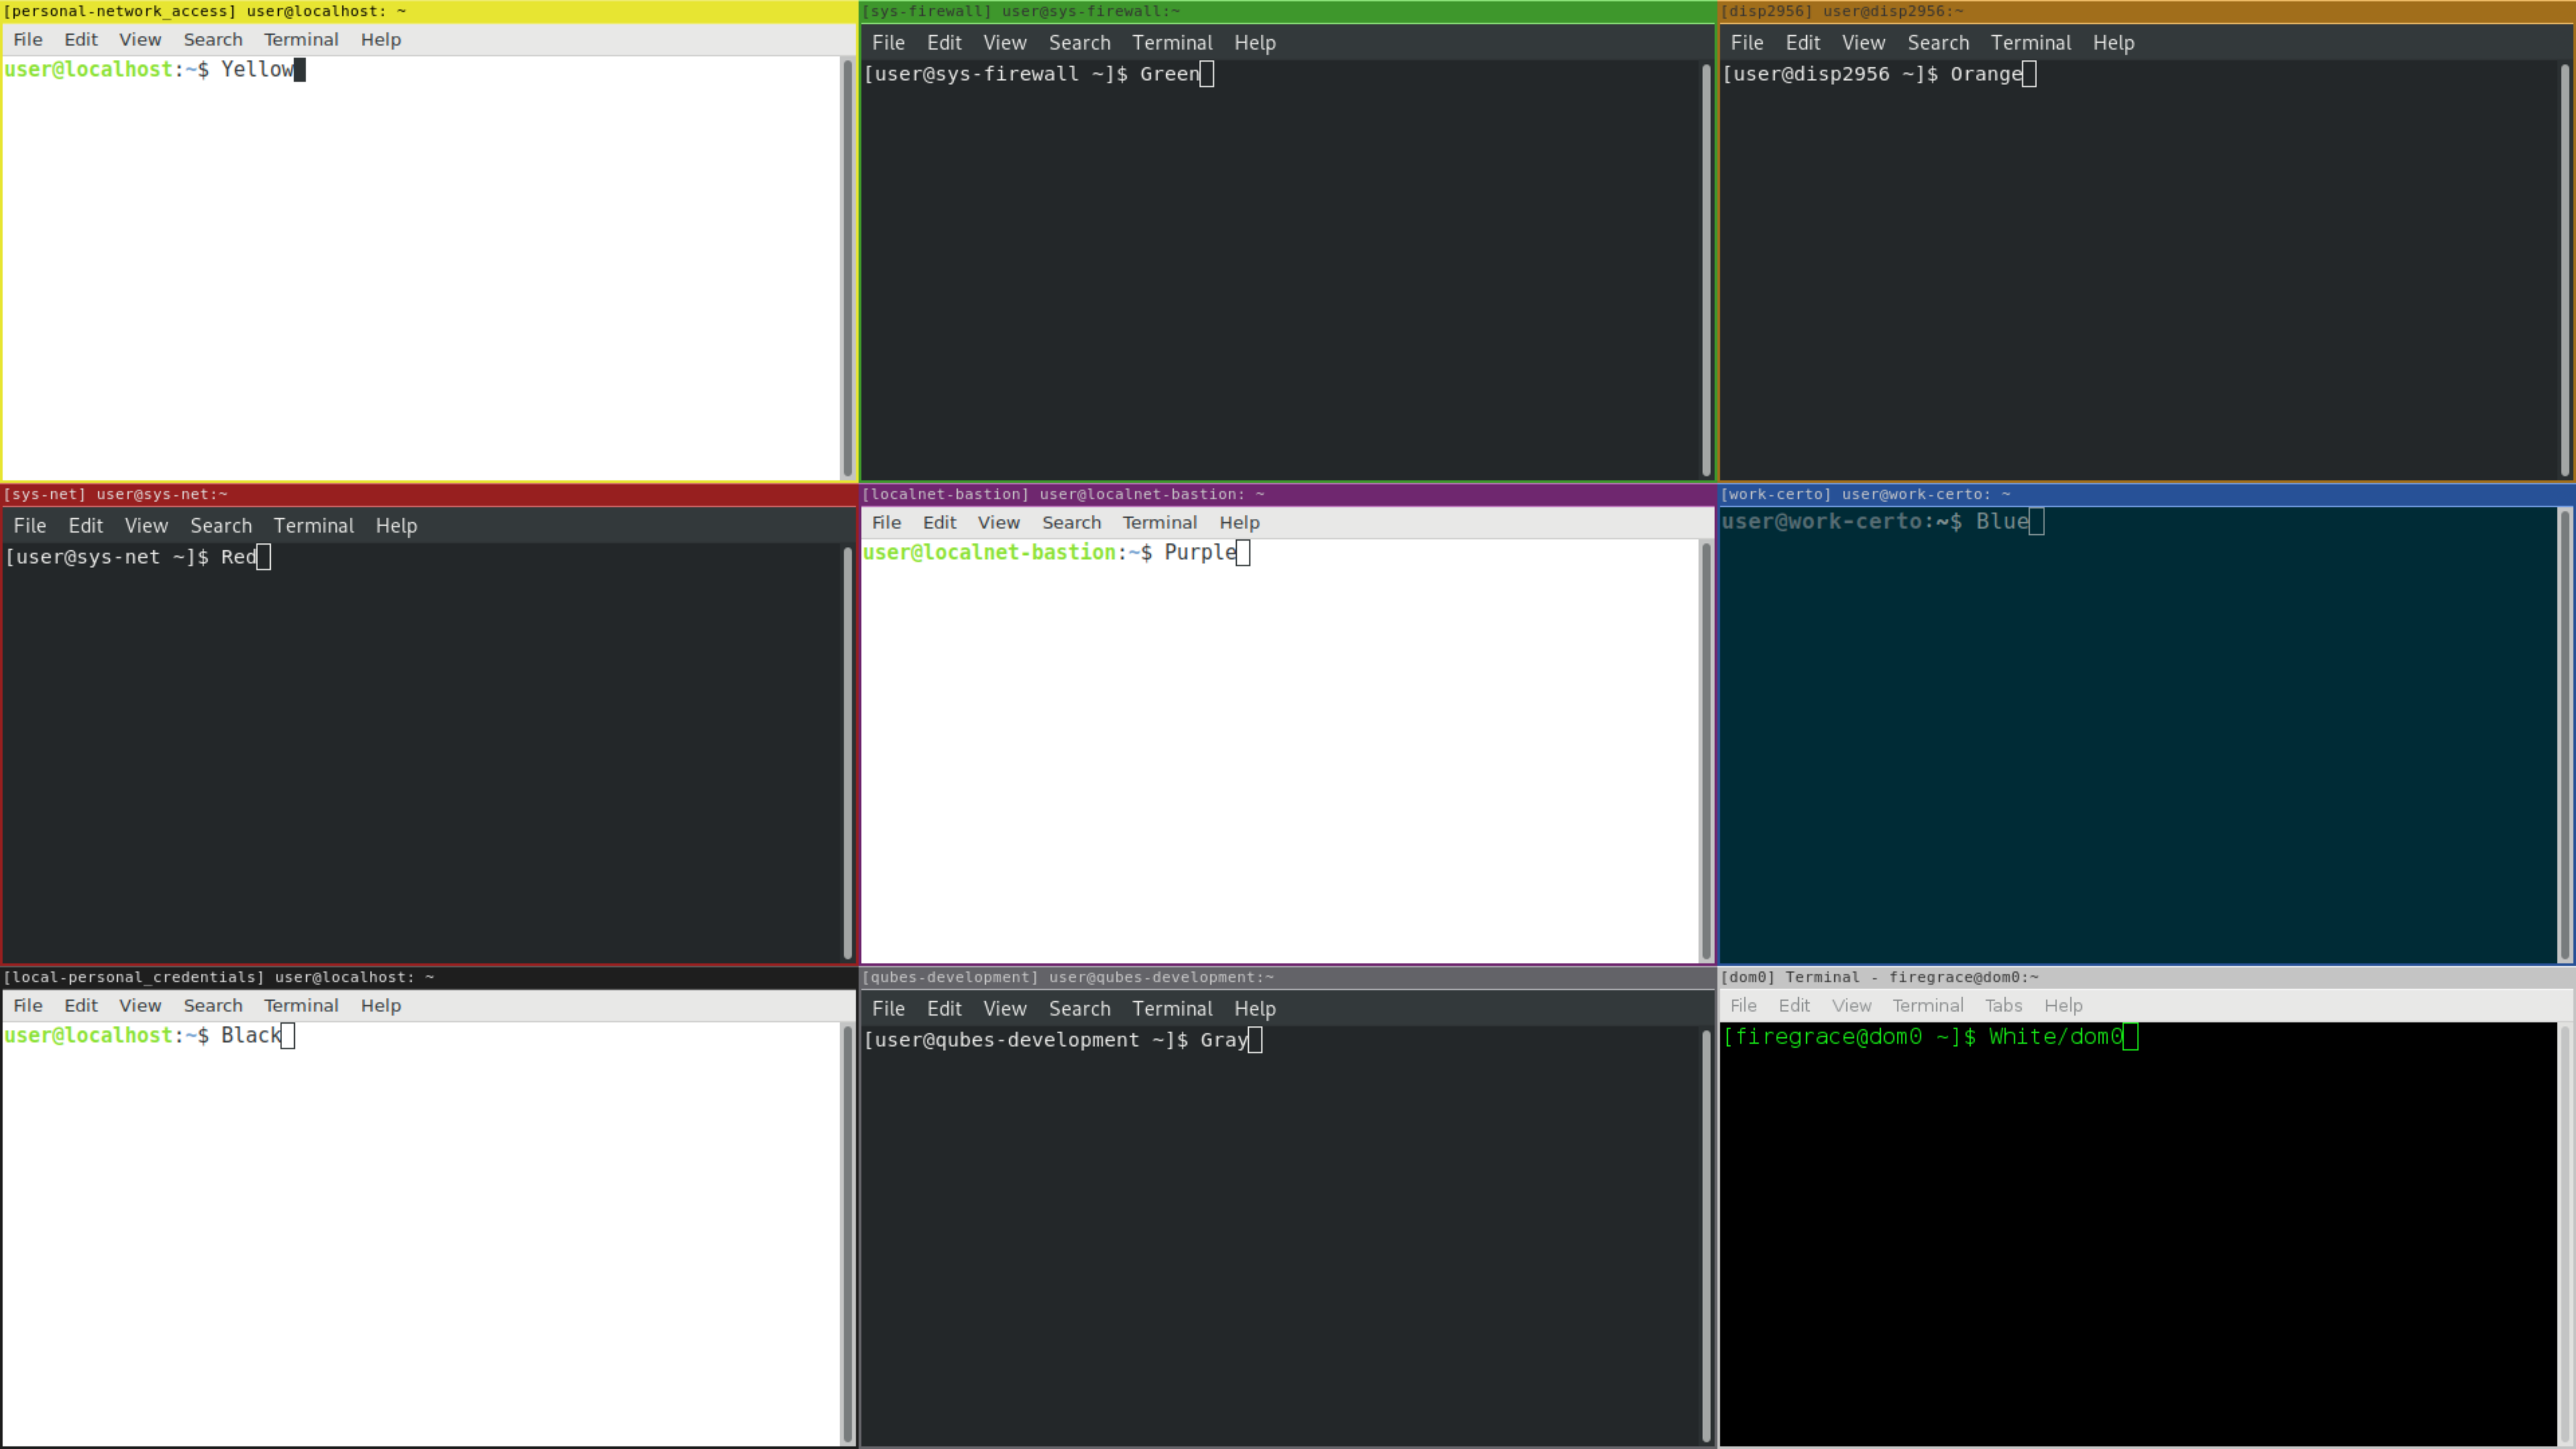 [personal-network_access] user@localhost: ~
File Edit View Search Terminal Help
user@localhost:~$ Yellow
[sys-firewall] user@sys-firewall:~
File Edit View Search Terminal Help
[user@sys-firewall ~]$ Green
[disp2956] user@disp2956:~
File Edit View Search Terminal Help
[user@disp2956 ~]$ Orange
[sys-net] user@sys-net:~
File Edit View Search Terminal Help
[user@sys-net ~]$ Red
[localnet-bastion] user@localnet-bastion: ~
File Edit View Search Terminal Help
user@localnet-bastion:~$ Purple
[work-certo] user@work-certo: ~
user@work-certo:~$ Blue
[local-personal_credentials] user@localhost: ~
File Edit View Search Terminal Help
user@localhost:~$ Black
[qubes-development] user@qubes-development:~
File Edit View Search Terminal Help
[user@qubes-development ~]$ Gray
[dom0] Terminal - firegrace@dom0:~
File Edit View Terminal Tabs Help
[firegrace@dom0 ~]$ White/dom0